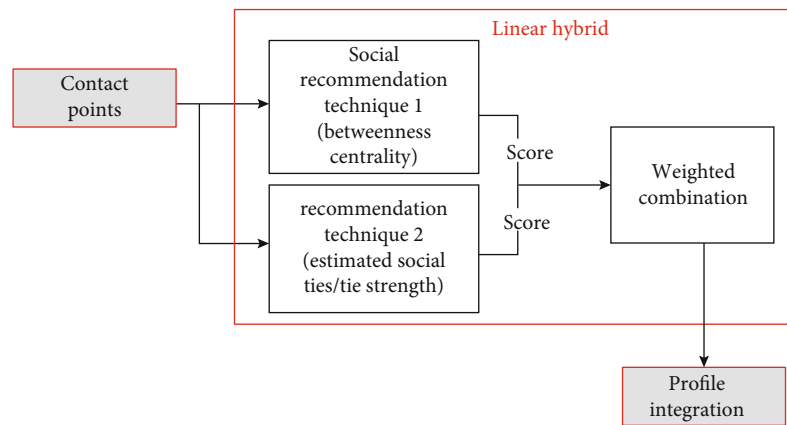 Linear hybrid
Contact
points
Social
recommendation
technique 1
(betweenness
centrality)
recommendation
technique 2
(estimated social
ties/tie strength)
Score
Score
Weighted
combination
Profile
integration